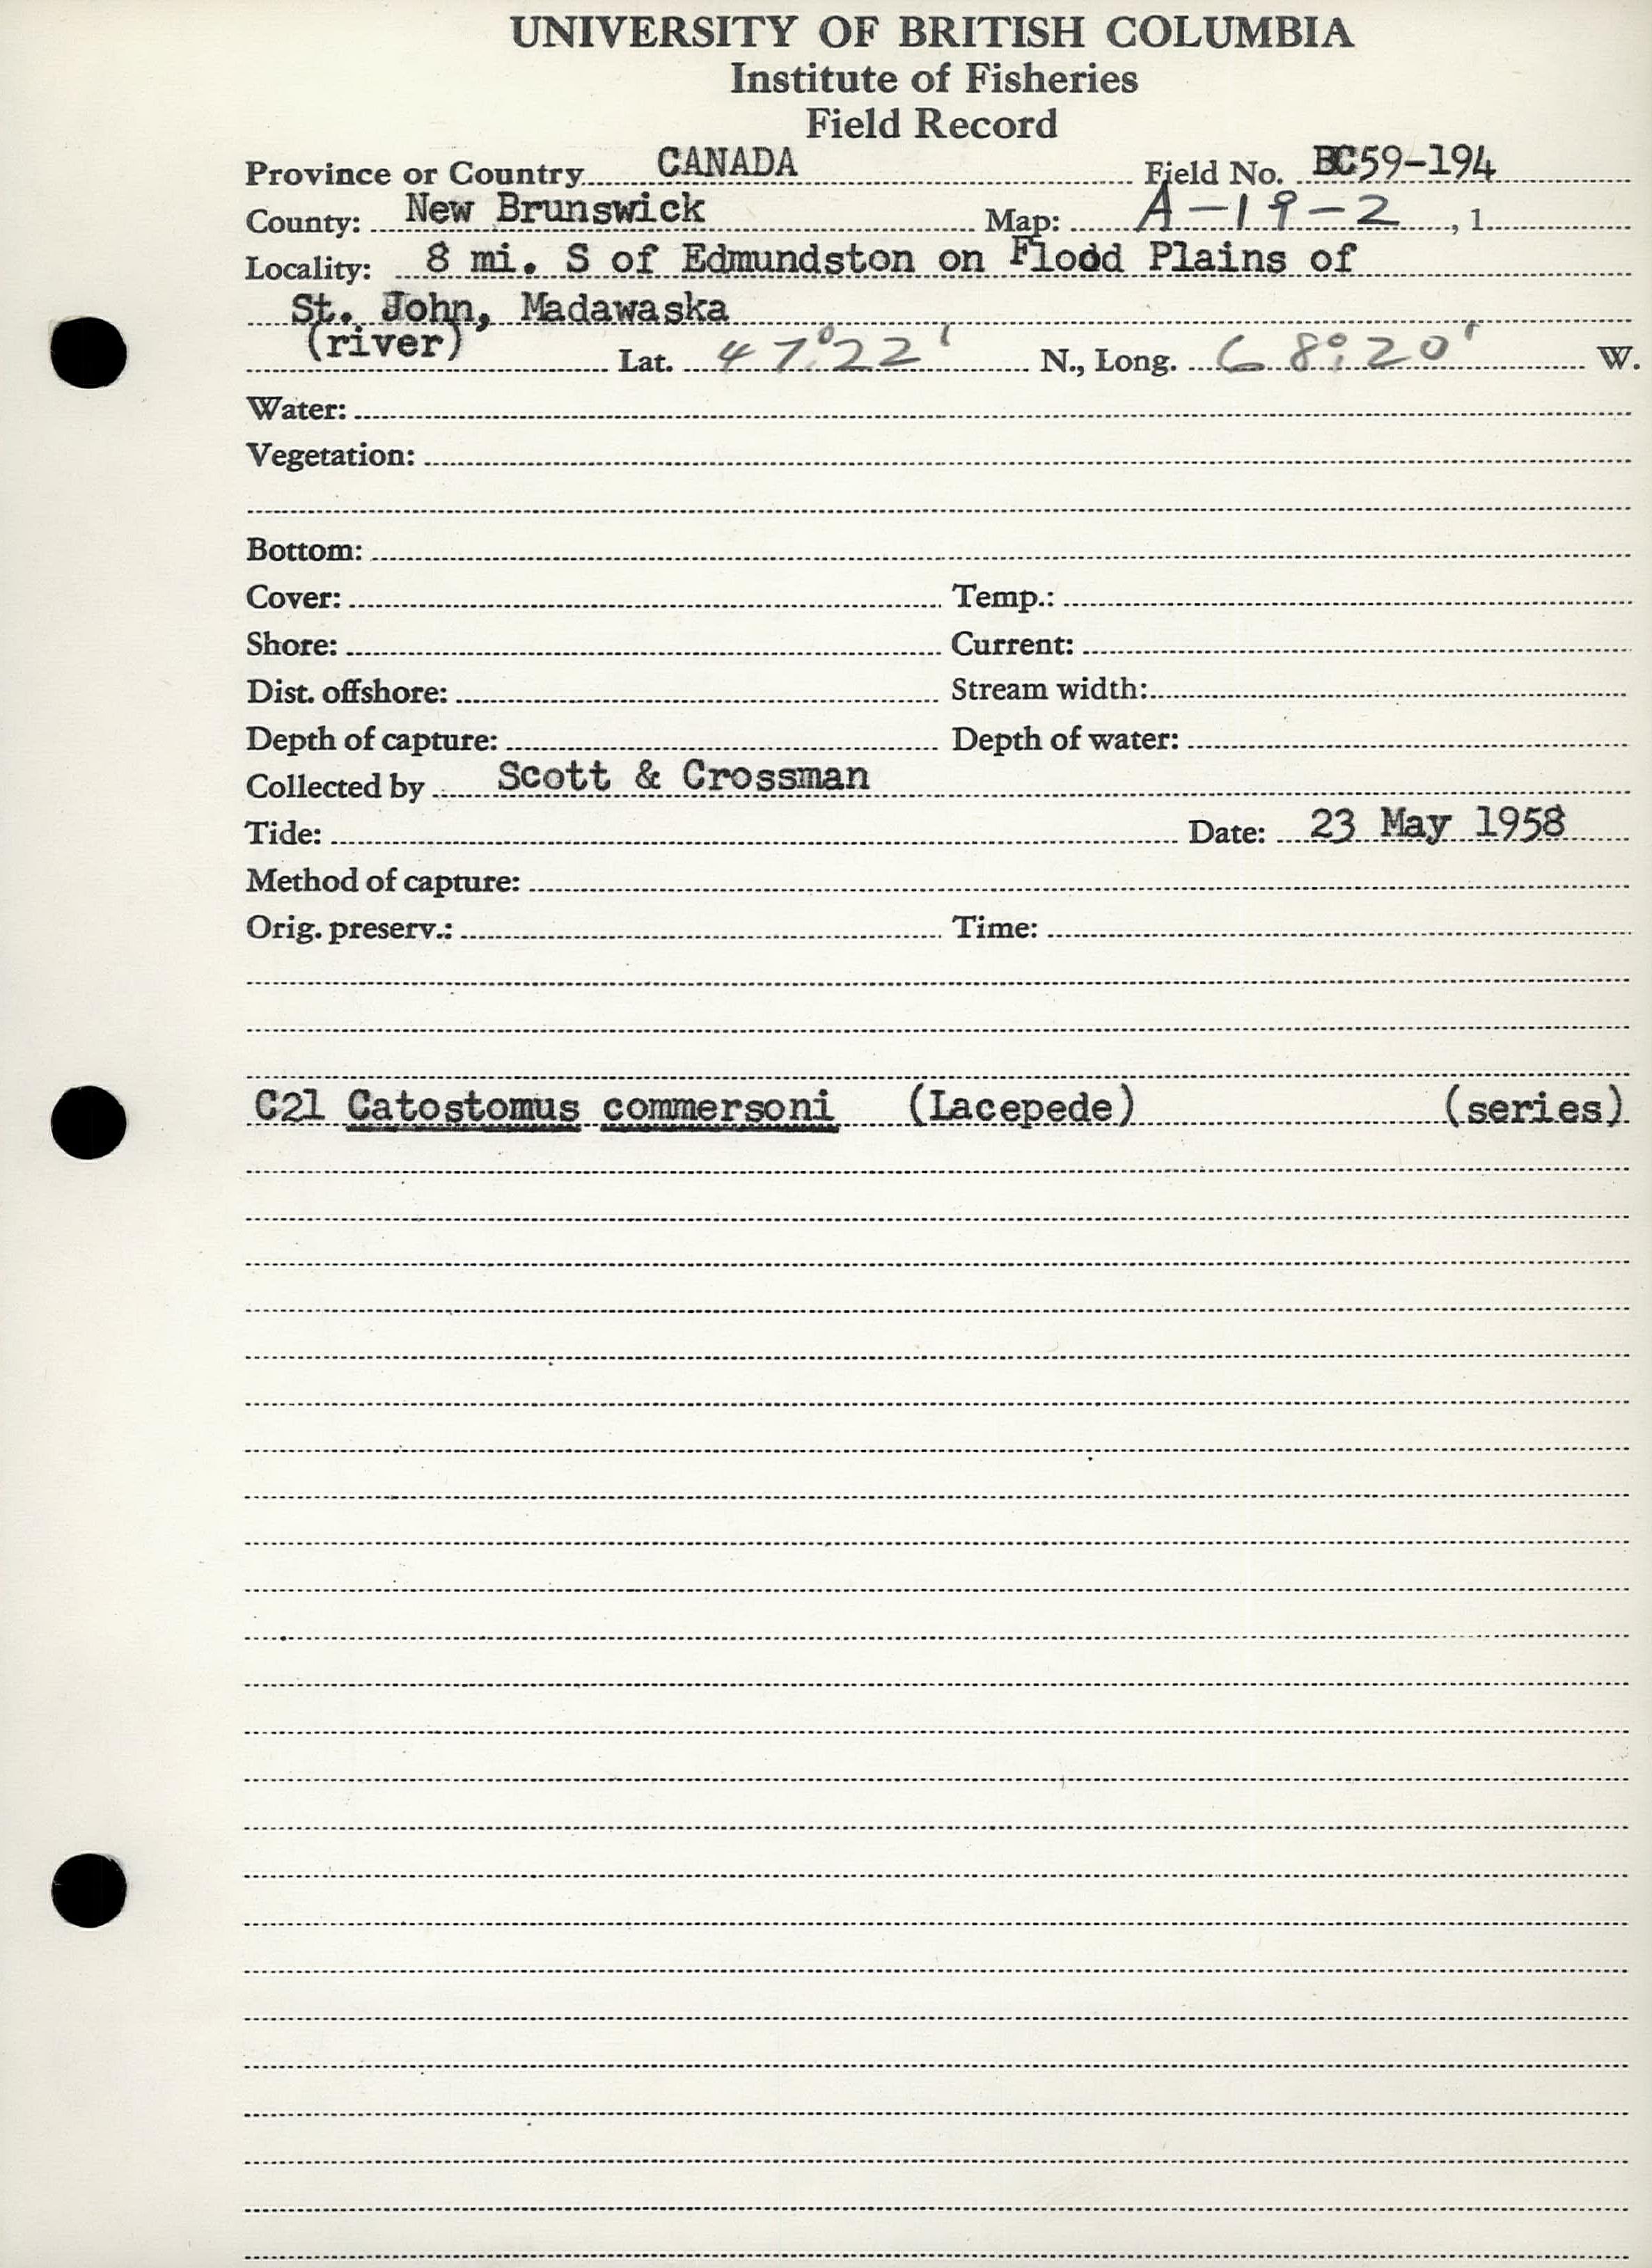 UNIVERSITY OF BRITISH COLUMBIA
Institute of Fisheries
Field Record
Province or Country CANADA Field No. BC59-194
County: New Brunswick Map: A-19-2, 1
Locality: 8 mi. S of Edmundston on Flood Plains of
St. John, Madawaska
(river) Lat. 47°22' N., Long. 68°20' W.
Water:
Vegetation:
Bottom:
Cover: Temp.:
Shore: Current:
Dist. offshore: Stream width:
Depth of capture: Depth of water:
Collected by Scott & Crossman
Tide: Date: 23 May 1958
Method of capture:
Orig. preserv.: Time:
C21 Catostomus commersoni (Lacepede) (series)